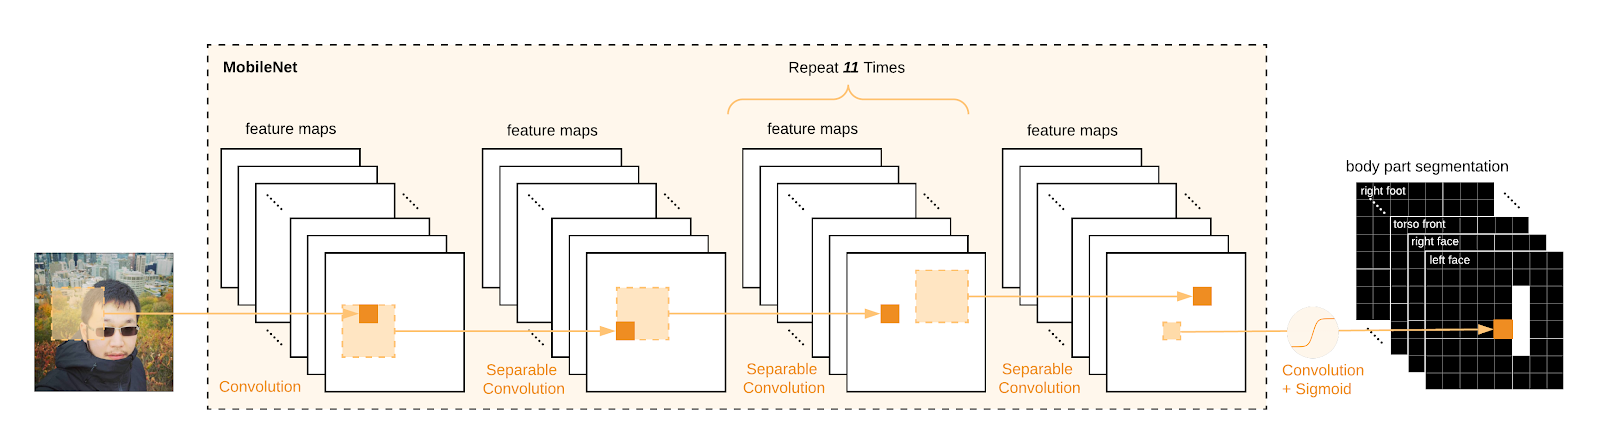 MobileNet
Repeat 11 Times
feature maps
feature maps
feature maps
feature maps
body part segmentation
right foot
torso front
right face
left face
Convolution
Separable
Convolution
Separable
Convolution
Separable
Convolution
Convolution
+ Sigmoid